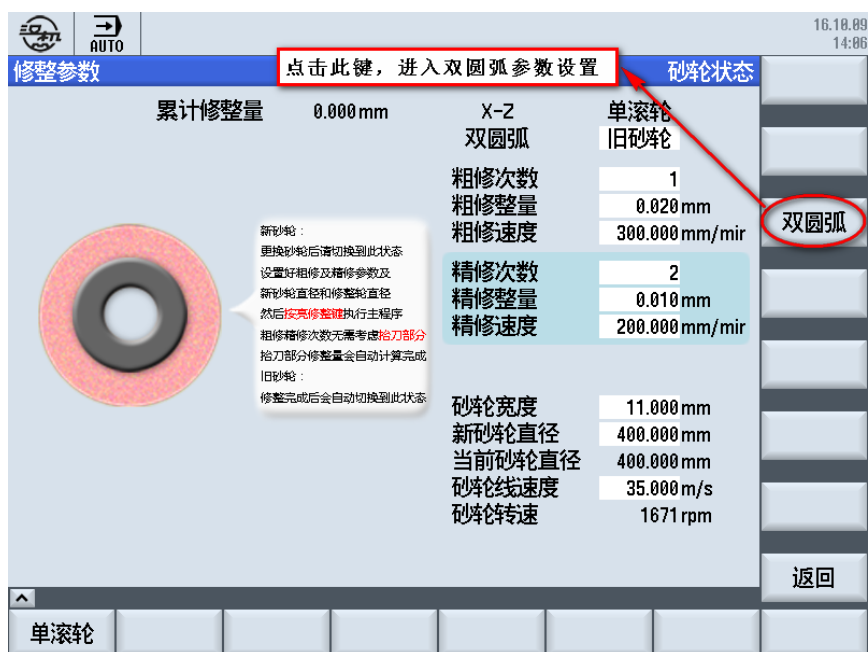 汉机
AUTO
16.10.09
14:06
修整参数
点击此键，进入双圆弧参数设置
砂轮状态
累计修整量 0.000 mm X-Z 单滚轮
双圆弧 旧砂轮
粗修次数 1
粗修整量 0.020 mm
粗修速度 300.000 mm/mir
精修次数 2
精修整量 0.010 mm
精修速度 200.000 mm/mir
新砂轮：
更换砂轮后请切换到此状态
设置好粗修及精修参数及
新砂轮直径和修整轮直径
然后按亮修整键执行主程序
粗修精修次数无需考虑抬刀部分
抬刀部分修整量会自动计算完成
旧砂轮：
修整完成后会自动切换到此状态
砂轮宽度 11.000 mm
新砂轮直径 400.000 mm
当前砂轮直径 400.000 mm
砂轮线速度 35.000 m/s
砂轮转速 1671 rpm
双圆弧
返回
单滚轮